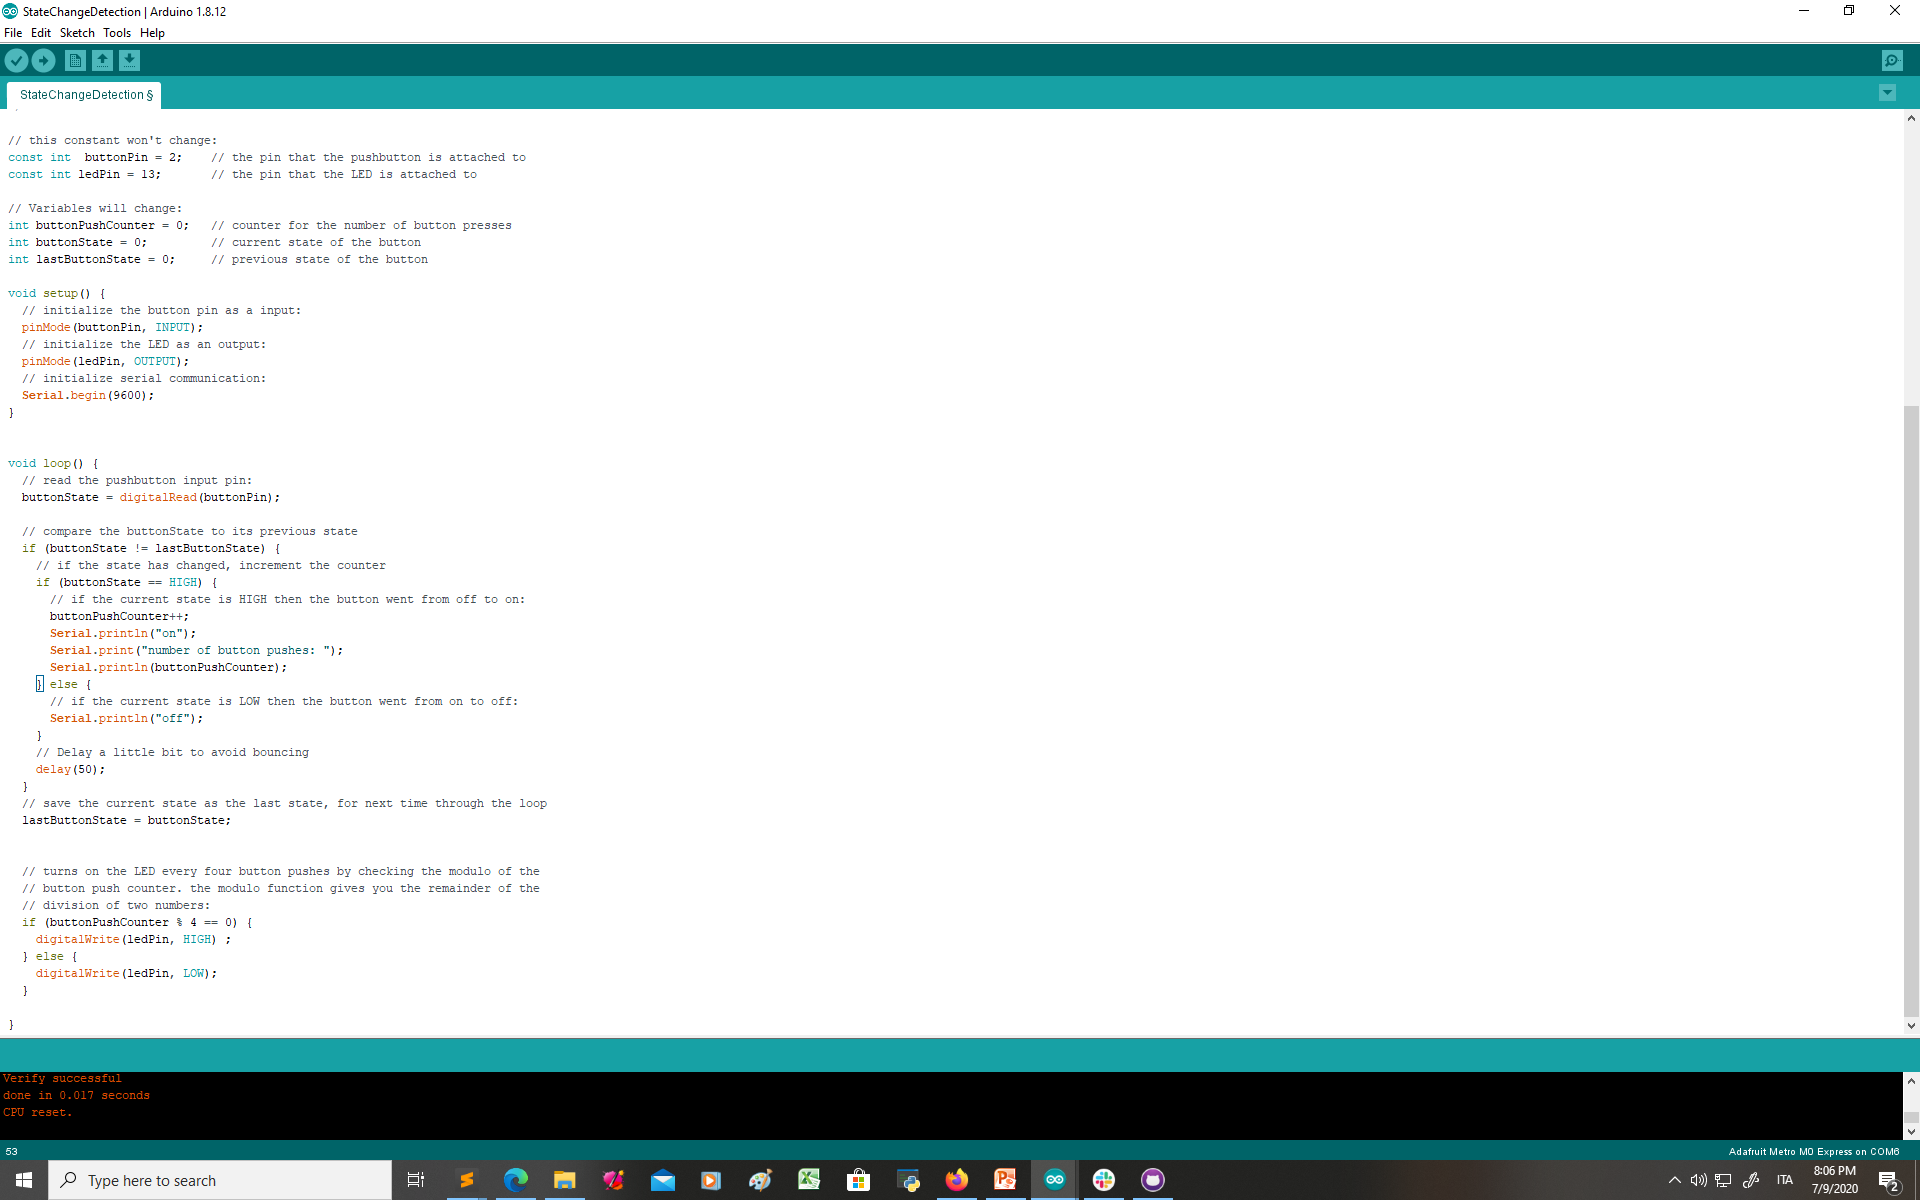 StateChangeDetection | Arduino 1.8.12
File Edit Sketch Tools Help
StateChangeDetection §
// this constant won't change:
const int  buttonPin = 2;    // the pin that the pushbutton is attached to
const int ledPin = 13;       // the pin that the LED is attached to
// Variables will change:
int buttonPushCounter = 0;   // counter for the number of button presses
int buttonState = 0;         // current state of the button
int lastButtonState = 0;     // previous state of the button
void setup() {
  // initialize the button pin as a input:
  pinMode(buttonPin, INPUT);
  // initialize the LED as an output:
  pinMode(ledPin, OUTPUT);
  // initialize serial communication:
  Serial.begin(9600);
}
void loop() {
  // read the pushbutton input pin:
  buttonState = digitalRead(buttonPin);
  // compare the buttonState to its previous state
  if (buttonState != lastButtonState) {
    // if the state has changed, increment the counter
    if (buttonState == HIGH) {
      // if the current state is HIGH then the button went from off to on:
      buttonPushCounter++;
      Serial.println("on");
      Serial.print("number of button pushes: ");
      Serial.println(buttonPushCounter);
    } else {
      // if the current state is LOW then the button went from on to off:
      Serial.println("off");
    }
    // Delay a little bit to avoid bouncing
    delay(50);
  }
  // save the current state as the last state, for next time through the loop
  lastButtonState = buttonState;
  // turns on the LED every four button pushes by checking the modulo of the
  // button push counter. the modulo function gives you the remainder of the
  // division of two numbers:
  if (buttonPushCounter % 4 == 0) {
    digitalWrite(ledPin, HIGH) ;
  } else {
    digitalWrite(ledPin, LOW);
  }
}
Verify successful
done in 0.017 seconds
CPU reset.
53
Adafruit Metro M0 Express on COM6
Type here to search
ITA
8:06 PM
7/9/2020
2